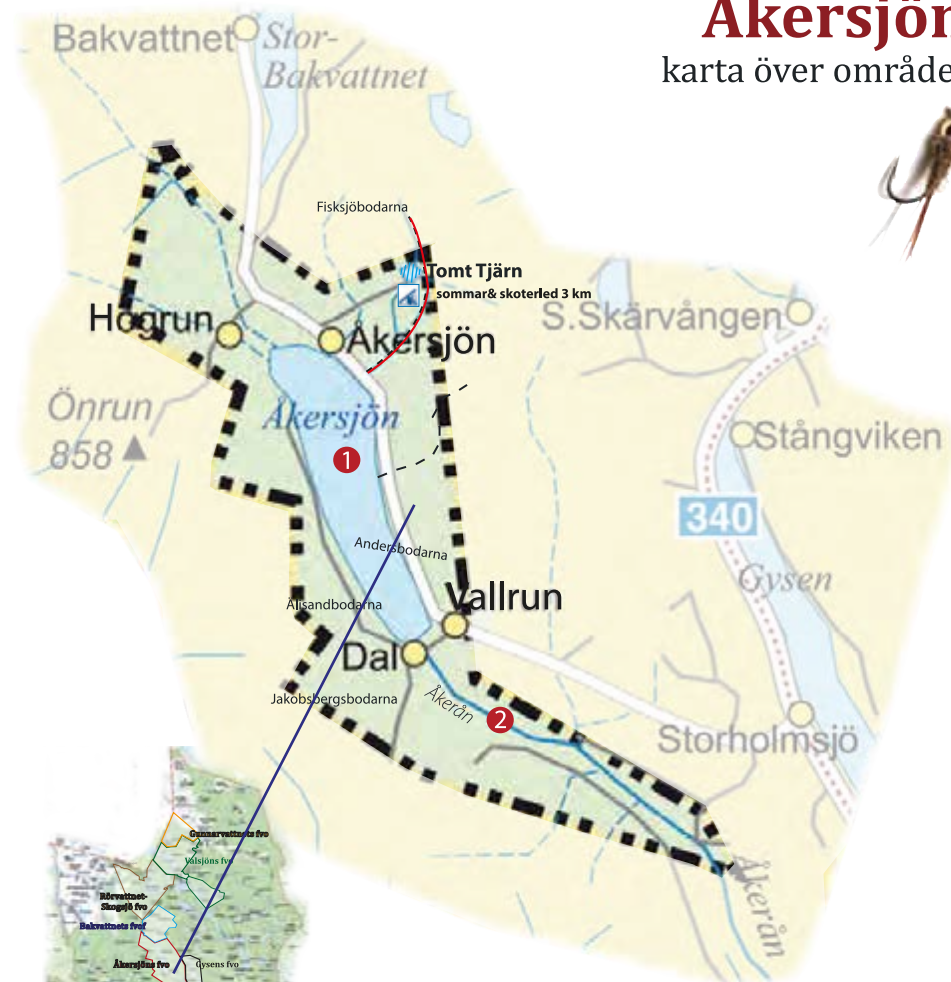 Åkersjön
karta över område
Bakvattnet
Stor-
Bakvattnet
Fisksjöbodarna
Tomt Tjärn
sommar& skoterled 3 km
Högrun
Åkersjön
S.Skärvången
Önrun
858
Åkersjön
1
Stångviken
340
Andersbodarna
Gysen
Älisandbodarna
Vallrun
Dal
Jakobsbergsbodarna
Åkerån
2
Storholmsjö
Åkerån
Gunnarvattnets fvo
Valsjöns fvo
Rörvattnet-
Skogsjö fvo
Bakvattnets fvof
Åkersjöns fvo
Gysens fvo